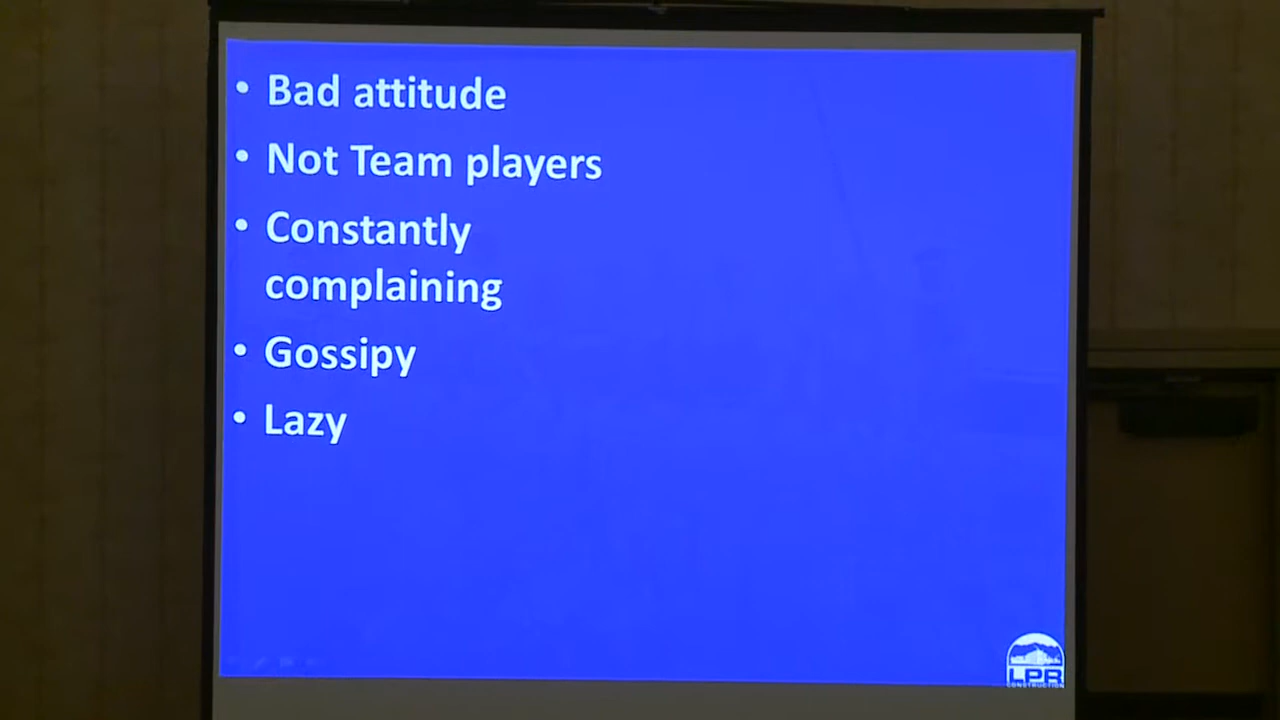 • Bad attitude
• Not Team players
• Constantly
complaining
• Gossipy
• Lazy
LPR
CONSTRUCTION